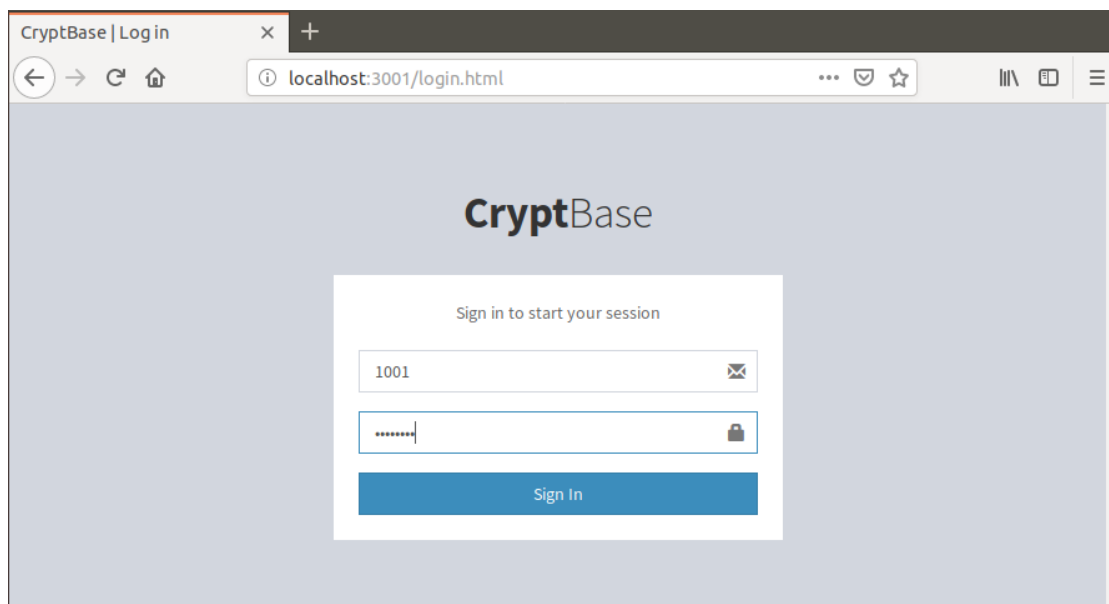 CryptBase | Log in
localhost:3001/login.html
CryptBase
Sign in to start your session
1001
••••••••
Sign In